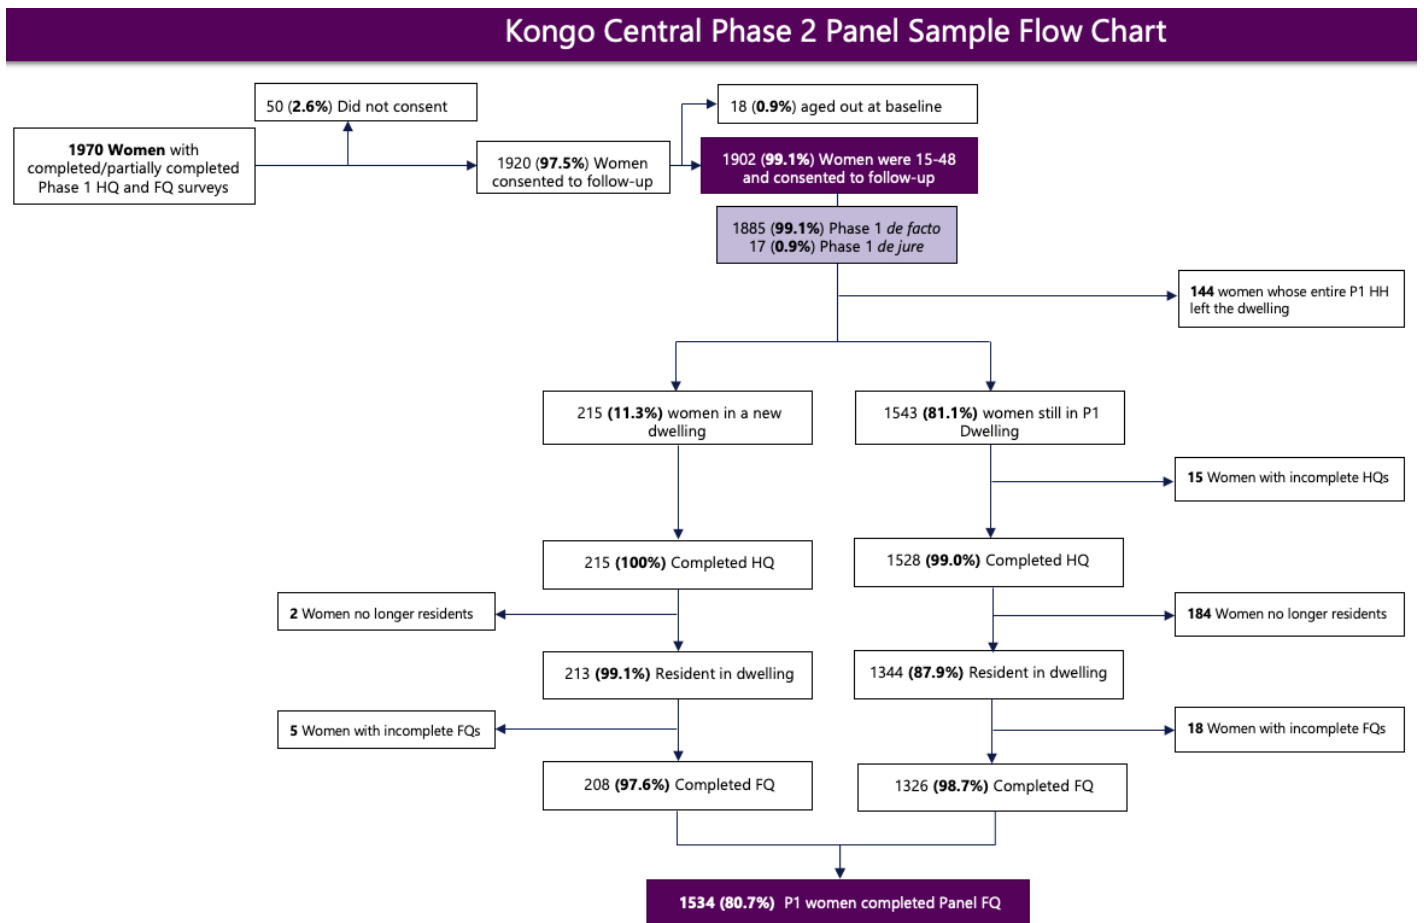 Kongo Central Phase 2 Panel Sample Flow Chart
50 (2.6%) Did not consent
18 (0.9%) aged out at baseline
1970 Women with
completed/partially completed
Phase 1 HQ and FQ surveys
1920 (97.5%) Women
consented to follow-up
1902 (99.1%) Women were 15-48
and consented to follow-up
1885 (99.1%) Phase 1 de facto
17 (0.9%) Phase 1 de jure
144 women whose entire P1 HH
left the dwelling
215 (11.3%) women in a new
dwelling
1543 (81.1%) women still in P1
Dwelling
15 Women with incomplete HQs
215 (100%) Completed HQ
1528 (99.0%) Completed HQ
2 Women no longer residents
184 Women no longer residents
213 (99.1%) Resident in dwelling
1344 (87.9%) Resident in dwelling
5 Women with incomplete FQs
18 Women with incomplete FQs
208 (97.6%) Completed FQ
1326 (98.7%) Completed FQ
1534 (80.7%) P1 women completed Panel FQ